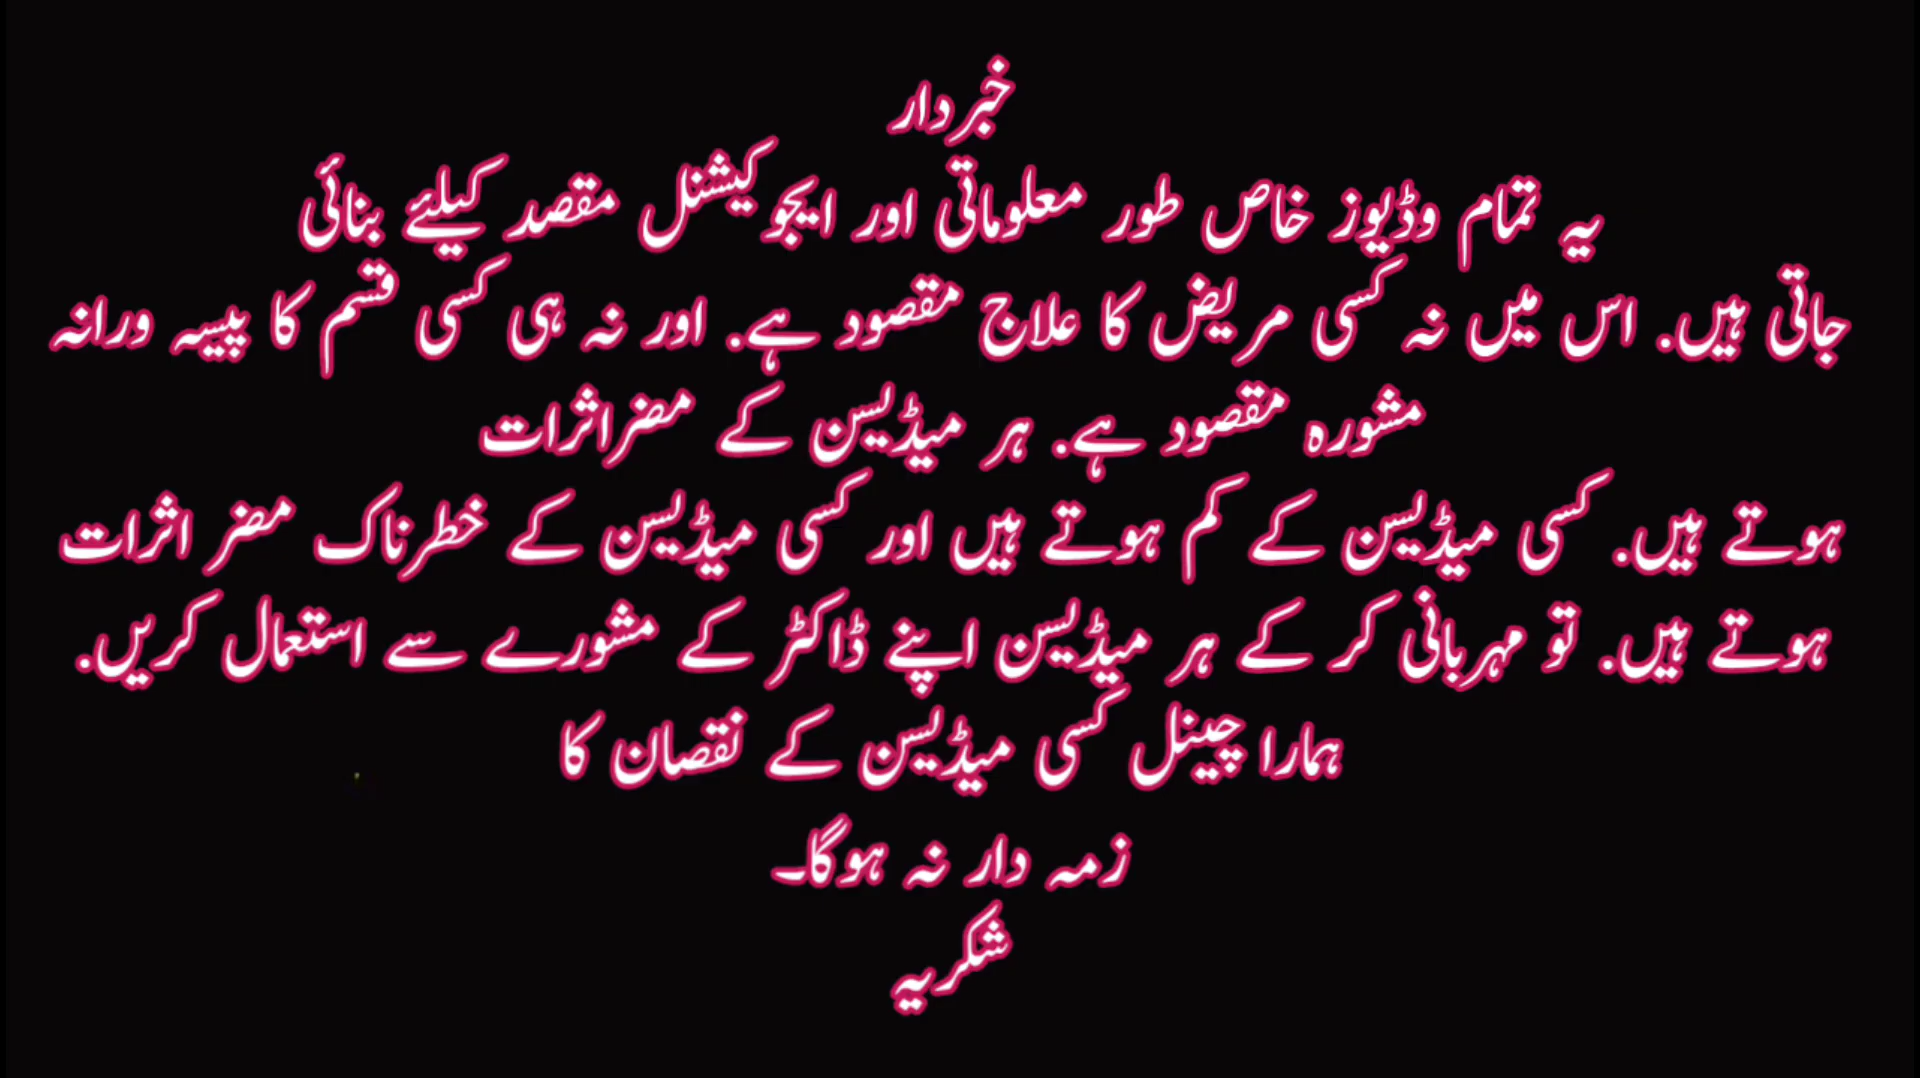 خبردار
یہ تمام وڈیوز خاص طور معلوماتی اور ایجوکیشنل مقصد کیلئے بنائی
جاتی ہیں. اس میں نہ کسی مریض کا علاج مقصود ہے. اور نہ ہی کسی قسم کا پیسہ ورانہ
مشورہ مقصود ہے. ہر میڈیسن کے مضراثرات
ہوتے ہیں. کسی میڈیسن کے کم ہوتے ہیں اور کسی میڈیسن کے خطرناک مضر اثرات
ہوتے ہیں. تو مہربانی کر کے ہر میڈیسن اپنے ڈاکٹر کے مشورے سے استعمال کریں.
ہمارا چینل کسی میڈیسن کے نقصان کا
زمہ دار نہ ہوگا۔
شکریہ